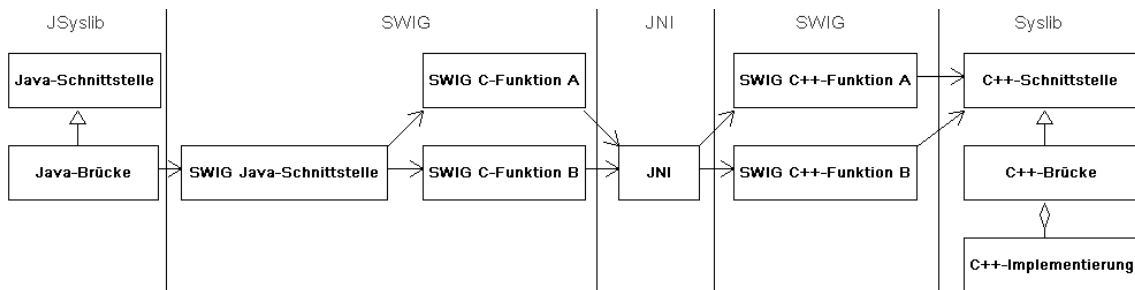 JSyslib SWIG JNI SWIG Syslib
Java-Schnittstelle SWIG C-Funktion A SWIG C++-Funktion A C++-Schnittstelle
Java-Brücke SWIG Java-Schnittstelle SWIG C-Funktion B JNI SWIG C++-Funktion B C++-Brücke
C++-Implementierung